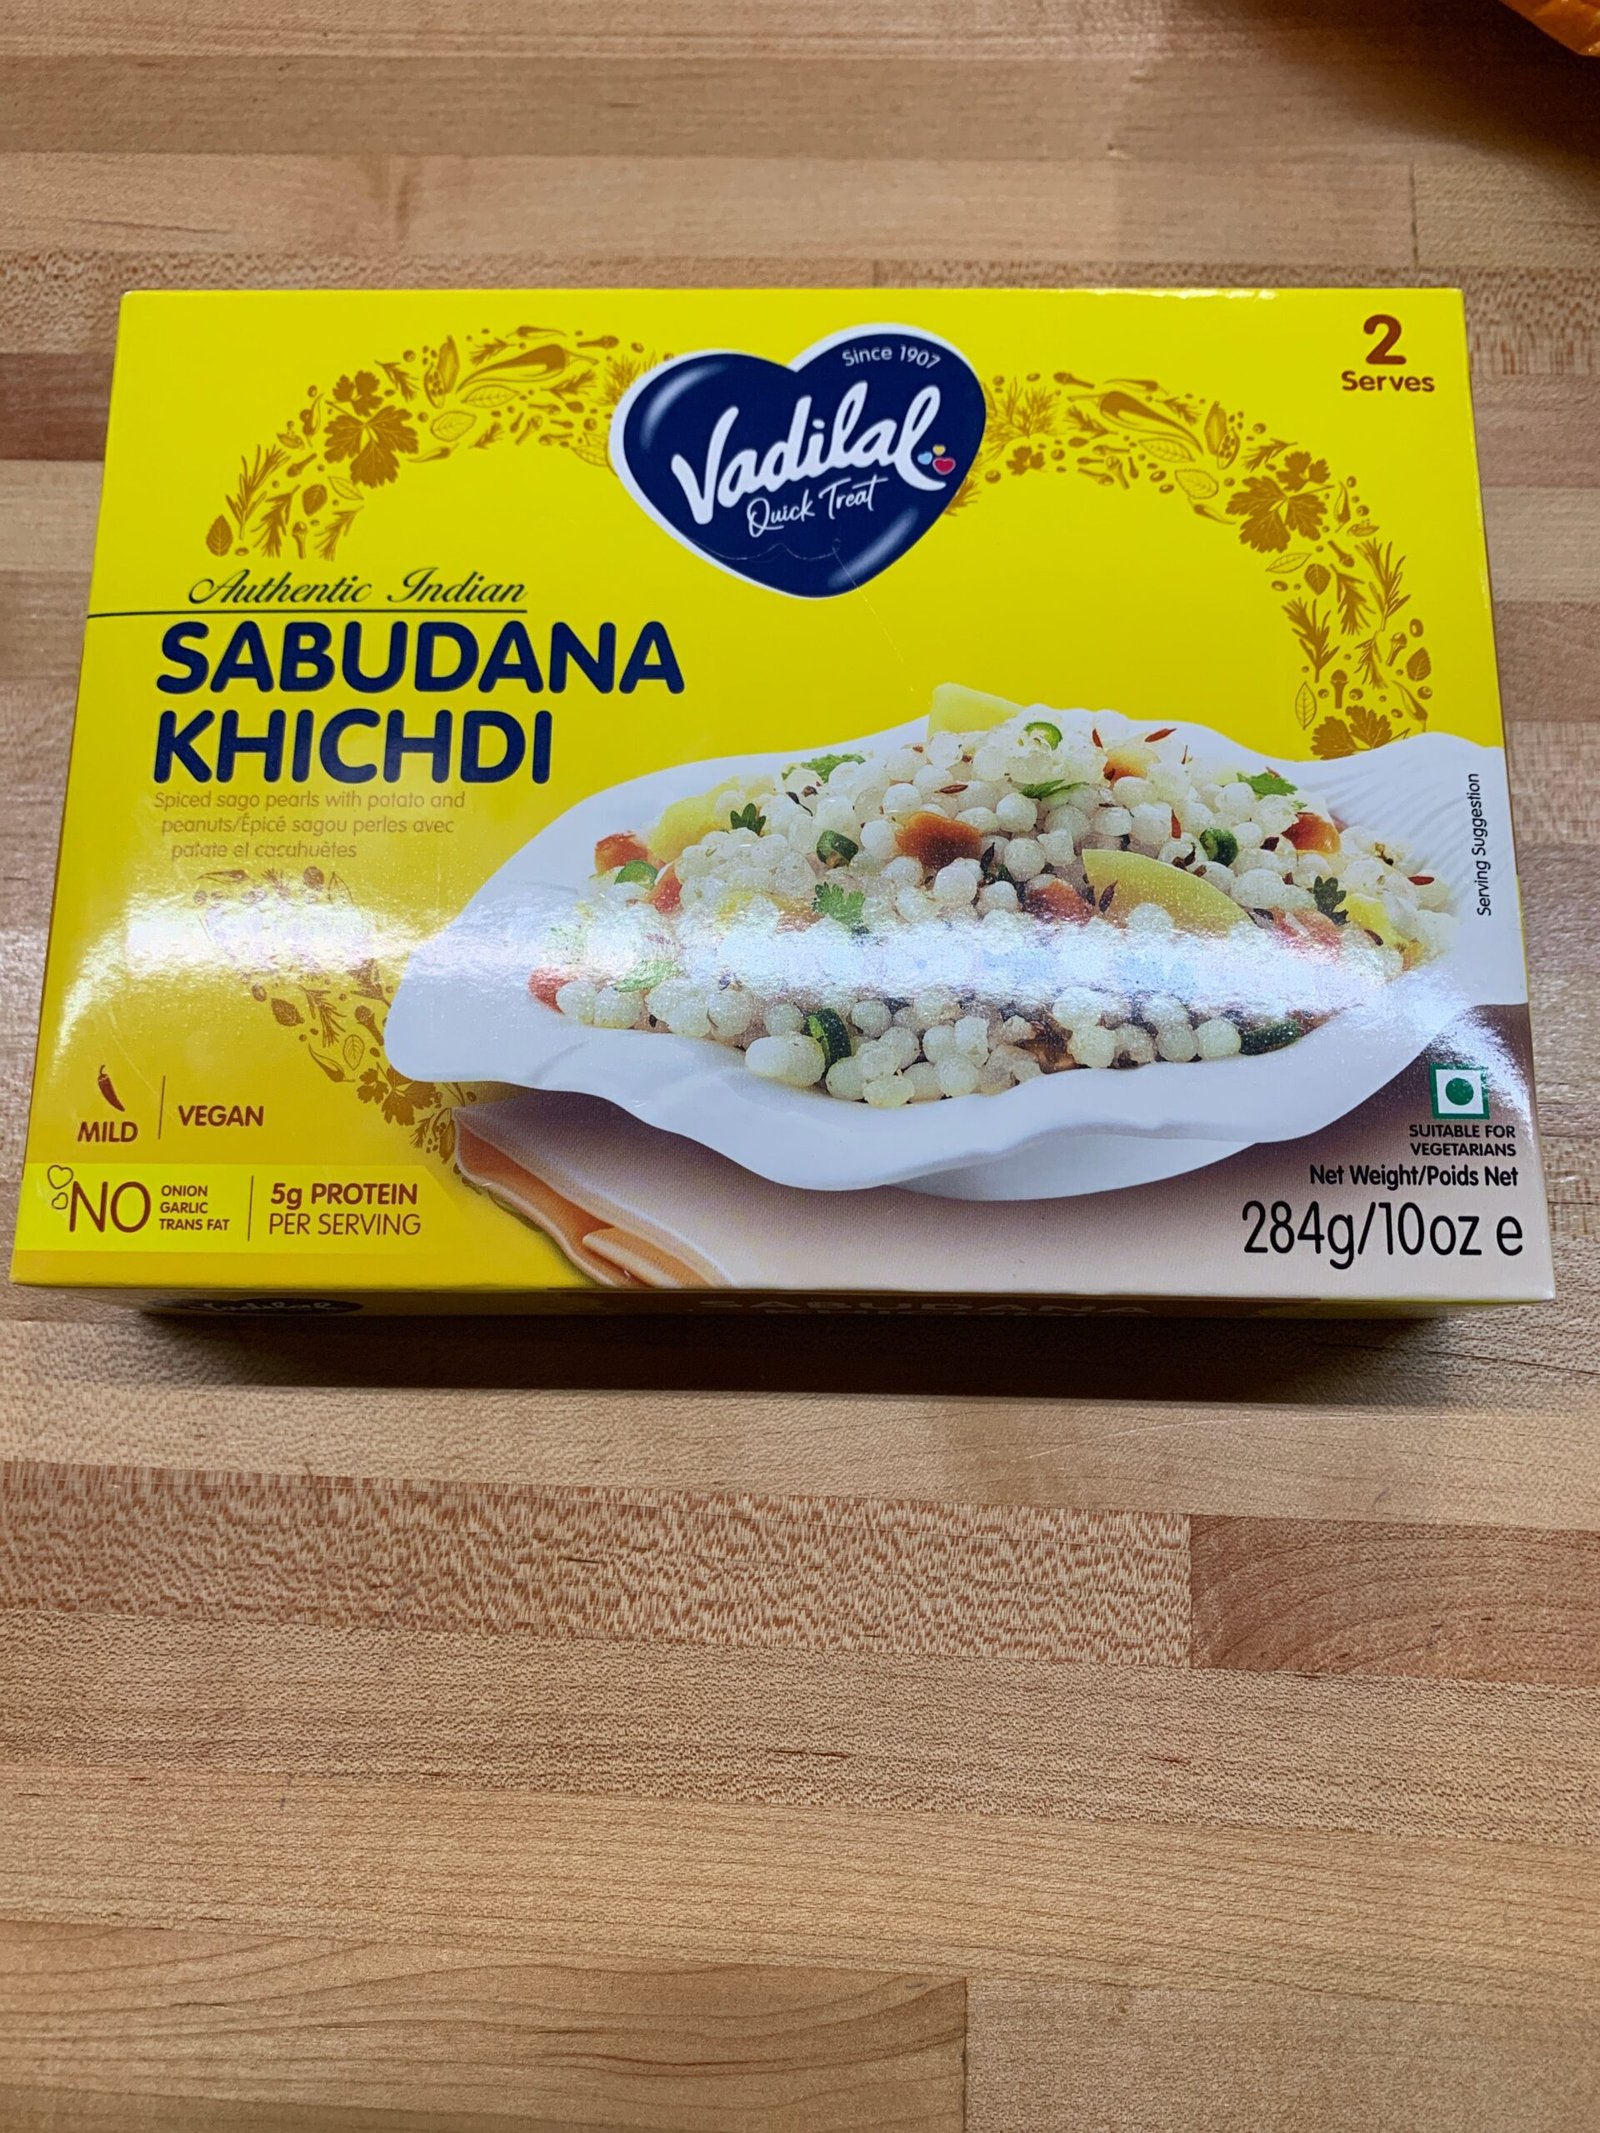 Since 1907
Vadilal
Quick Treat
2
Serves
Authentic Indian
SABUDANA
KHICHDI
Spiced sago pearls with potato and
peanuts/Épicé sagou perles avec
patate et cacahuètes
Serving Suggestion
MILD
VEGAN
NO
ONION
GARLIC
TRANS FAT
5g PROTEIN
PER SERVING
SUITABLE FOR
VEGETARIANS
Net Weight/Poids Net
284g/10oz e
Vadilal
SABUDANA